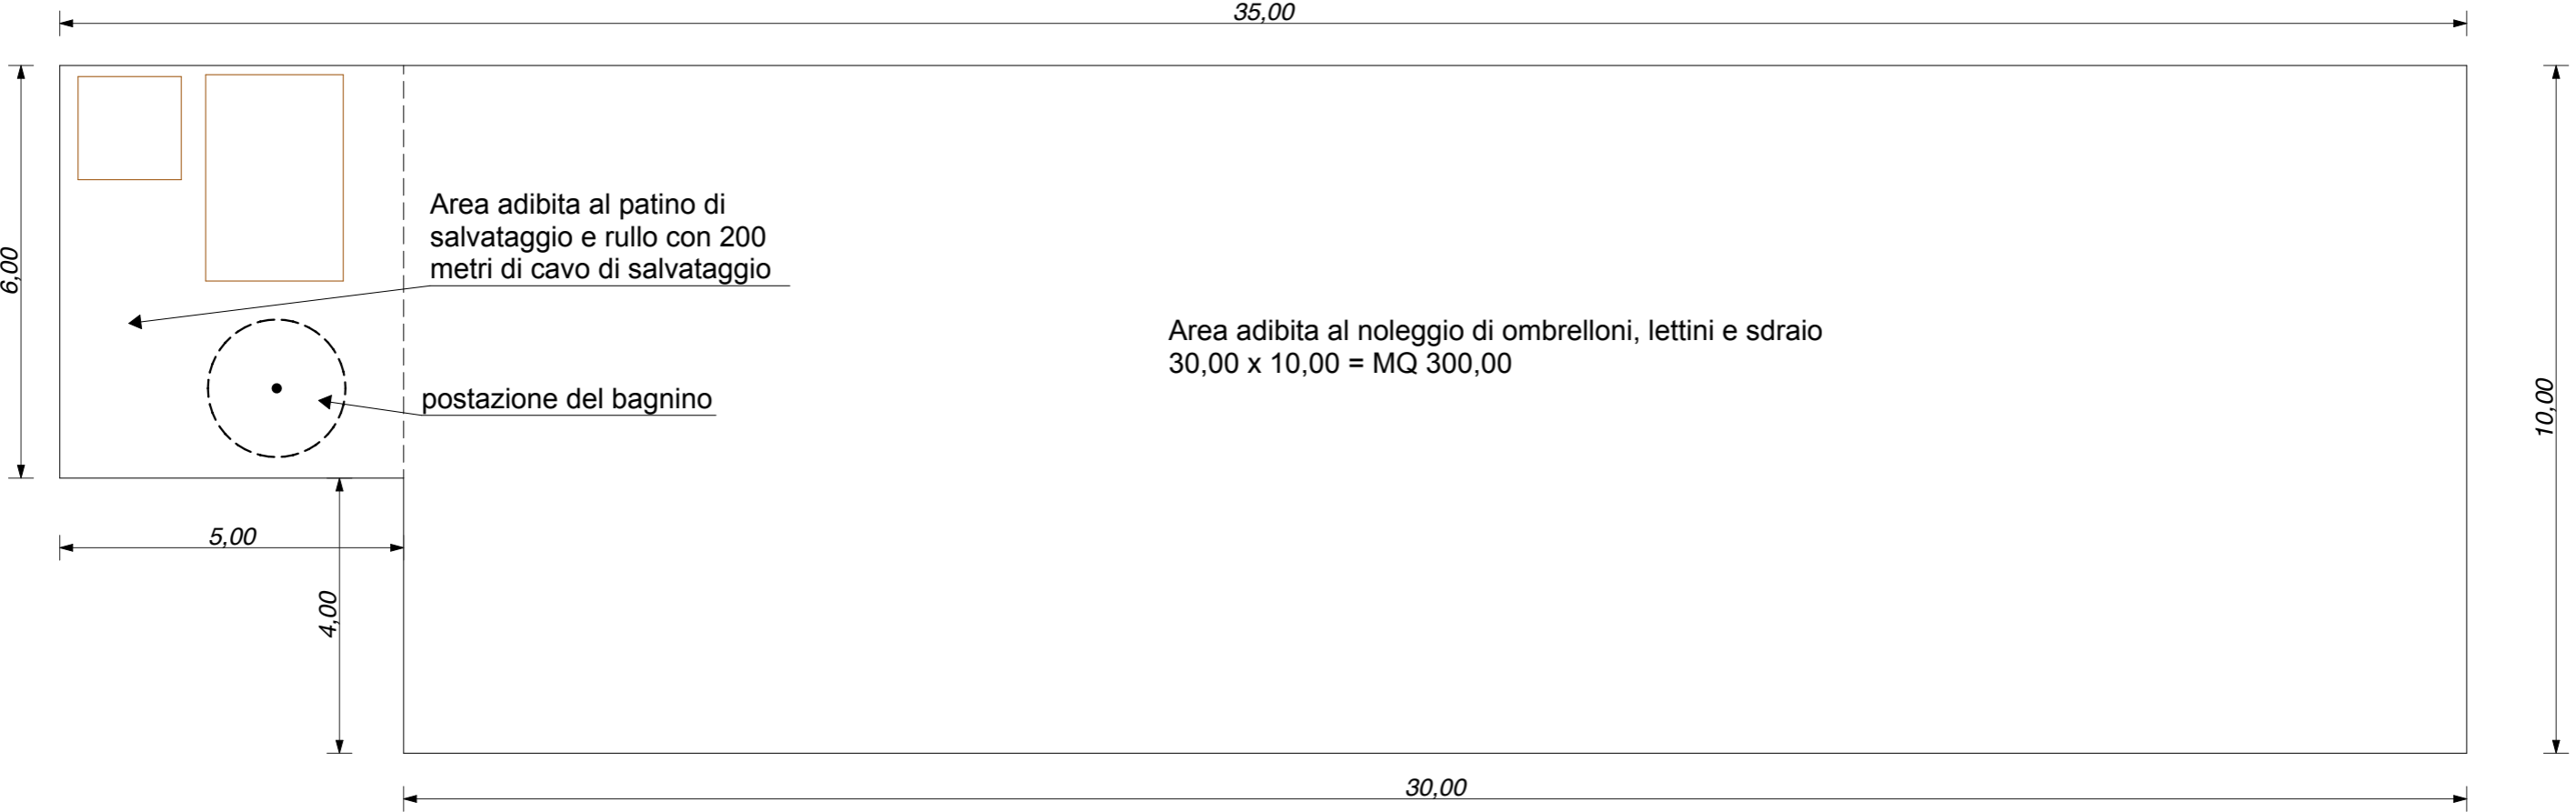 35,00
6,00
Area adibita al patino di
salvataggio e rullo con 200
metri di cavo di salvataggio
Area adibita al noleggio di ombrelloni, lettini e sdraio
30,00 x 10,00 = MQ 300,00
postazione del bagnino
10,00
5,00
4,00
30,00